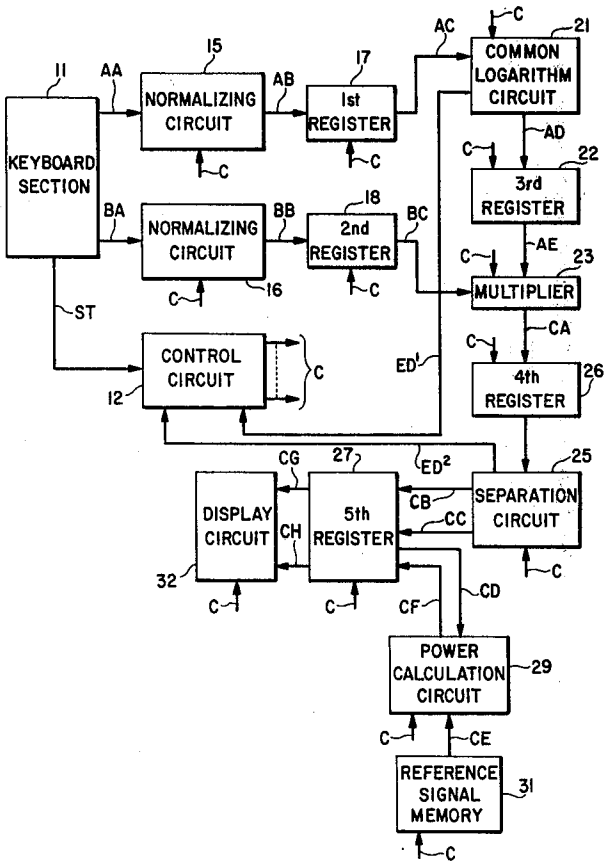 11
AA
15
NORMALIZING
CIRCUIT
C
AB
17
1st
REGISTER
C
AC
C
21
COMMON
LOGARITHM
CIRCUIT
AD
KEYBOARD
SECTION
BA
NORMALIZING
CIRCUIT
C
16
BB
18
2nd
REGISTER
C
BC
C
22
3rd
REGISTER
AE
C
23
MULTIPLIER
CA
ST
CONTROL
CIRCUIT
12
C
ED1
C
4th
REGISTER
26
ED2
25
SEPARATION
CIRCUIT
C
CG
27
CB
DISPLAY
CIRCUIT
32
C
CH
5th
REGISTER
C
CC
CF
CD
POWER
CALCULATION
CIRCUIT
29
C
CE
REFERENCE
SIGNAL
MEMORY
31
C